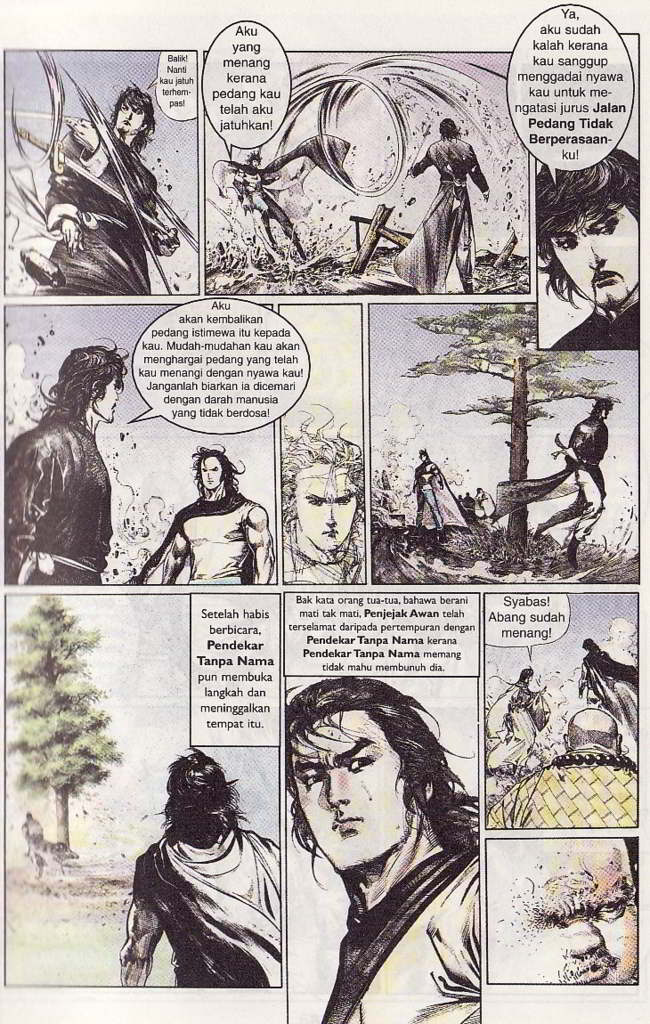 Balik!
Nanti
kau jatuh
terhem-
pas!
Aku
yang
menang
kerana
pedang kau
telah aku
jatuhkan!
Ya,
aku sudah
kalah kerana
kau sanggup
menggadai nyawa
kau untuk me-
ngatasi jurus Jalan
Pedang Tidak
Berperasaan-
ku!
Aku
akan kembalikan
pedang istimewa itu kepada
kau. Mudah-mudahan kau akan
menghargai pedang yang telah
kau menangi dengan nyawa kau!
Janganlah biarkan ia dicemari
dengan darah manusia
yang tidak berdosa!
Setelah habis
berbicara,
Pendekar
Tanpa Nama
pun membuka
langkah dan
meninggalkan
tempat itu.
Bak kata orang tua-tua, bahawa berani
mati tak mati, Penjejak Awan telah
terselamat daripada pertempuran dengan
Pendekar Tanpa Nama kerana
Pendekar Tanpa Nama memang
tidak mahu membunuh dia.
Syabas!
Abang sudah
menang!